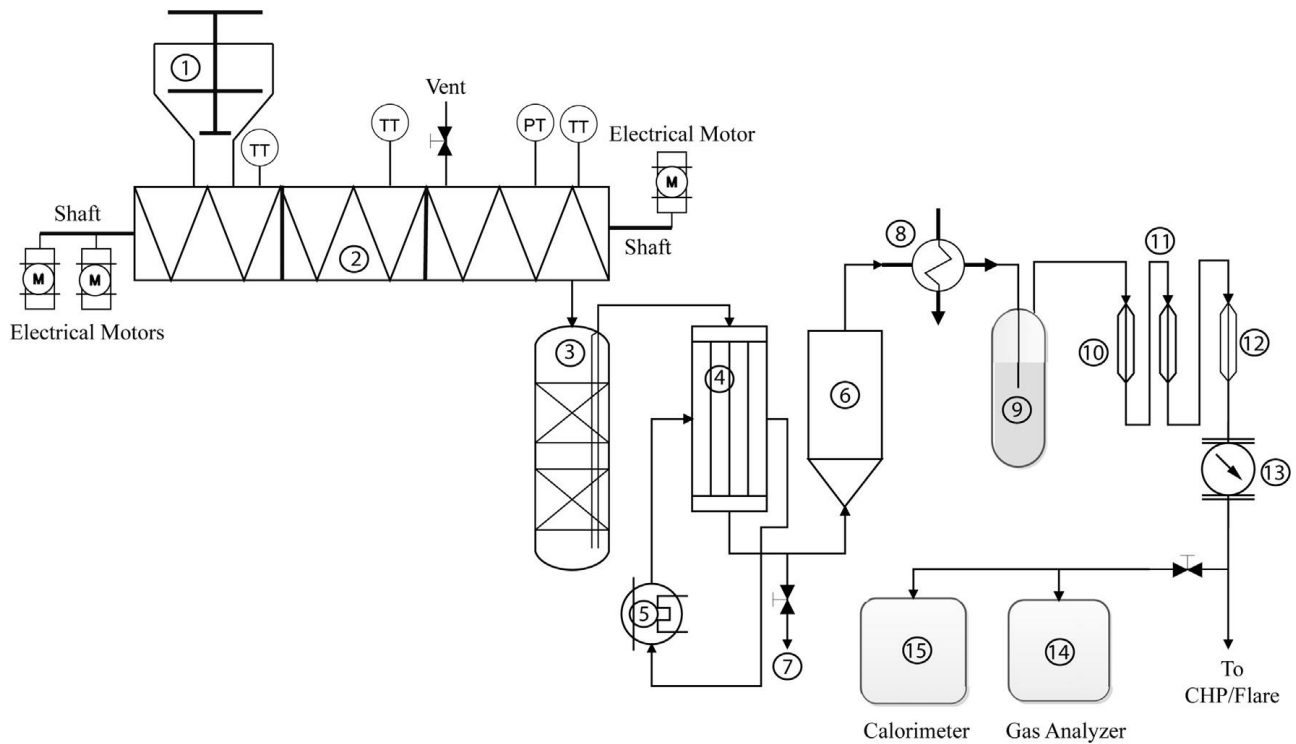 1
Vent
TT
TT
PT
TT
Electrical Motor
M
Shaft
2
Shaft
M
M
Electrical Motors
3
4
5
6
7
8
9
10
11
12
13
15
14
To
CHP/Flare
Calorimeter
Gas Analyzer